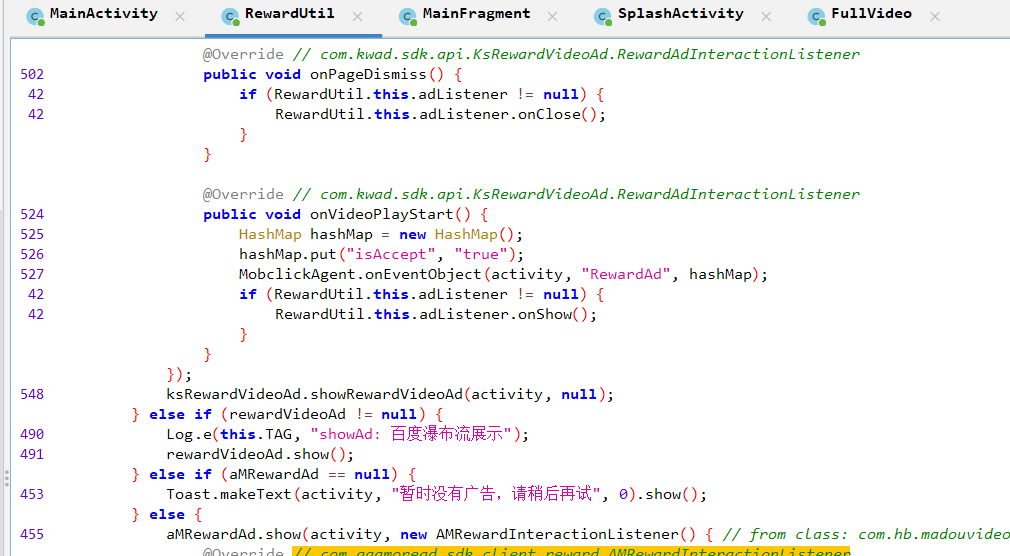 MainActivity RewardUtil MainFragment SplashActivity FullVideo
@Override // com.kwad.sdk.api.KsRewardVideoAd.RewardAdInteractionListener
502 public void onPageDismiss() {
42 if (RewardUtil.this.adListener != null) {
42 RewardUtil.this.adListener.onClose();
}
}
@Override // com.kwad.sdk.api.KsRewardVideoAd.RewardAdInteractionListener
524 public void onVideoPlayStart() {
525 HashMap hashMap = new HashMap();
526 hashMap.put("isAccept", "true");
527 MobclickAgent.onEventObject(activity, "RewardAd", hashMap);
42 if (RewardUtil.this.adListener != null) {
42 RewardUtil.this.adListener.onShow();
}
}
});
548 ksRewardVideoAd.showRewardVideoAd(activity, null);
} else if (rewardVideoAd != null) {
490 Log.e(this.TAG, "showAd: 百度瀑布流展示");
491 rewardVideoAd.show();
} else if (aMRewardAd == null) {
453 Toast.makeText(activity, "暂时没有广告，请稍后再试", 0).show();
} else {
455 aMRewardAd.show(activity, new AMRewardInteractionListener() { // from class: com.hb.madouvideo
@Override //